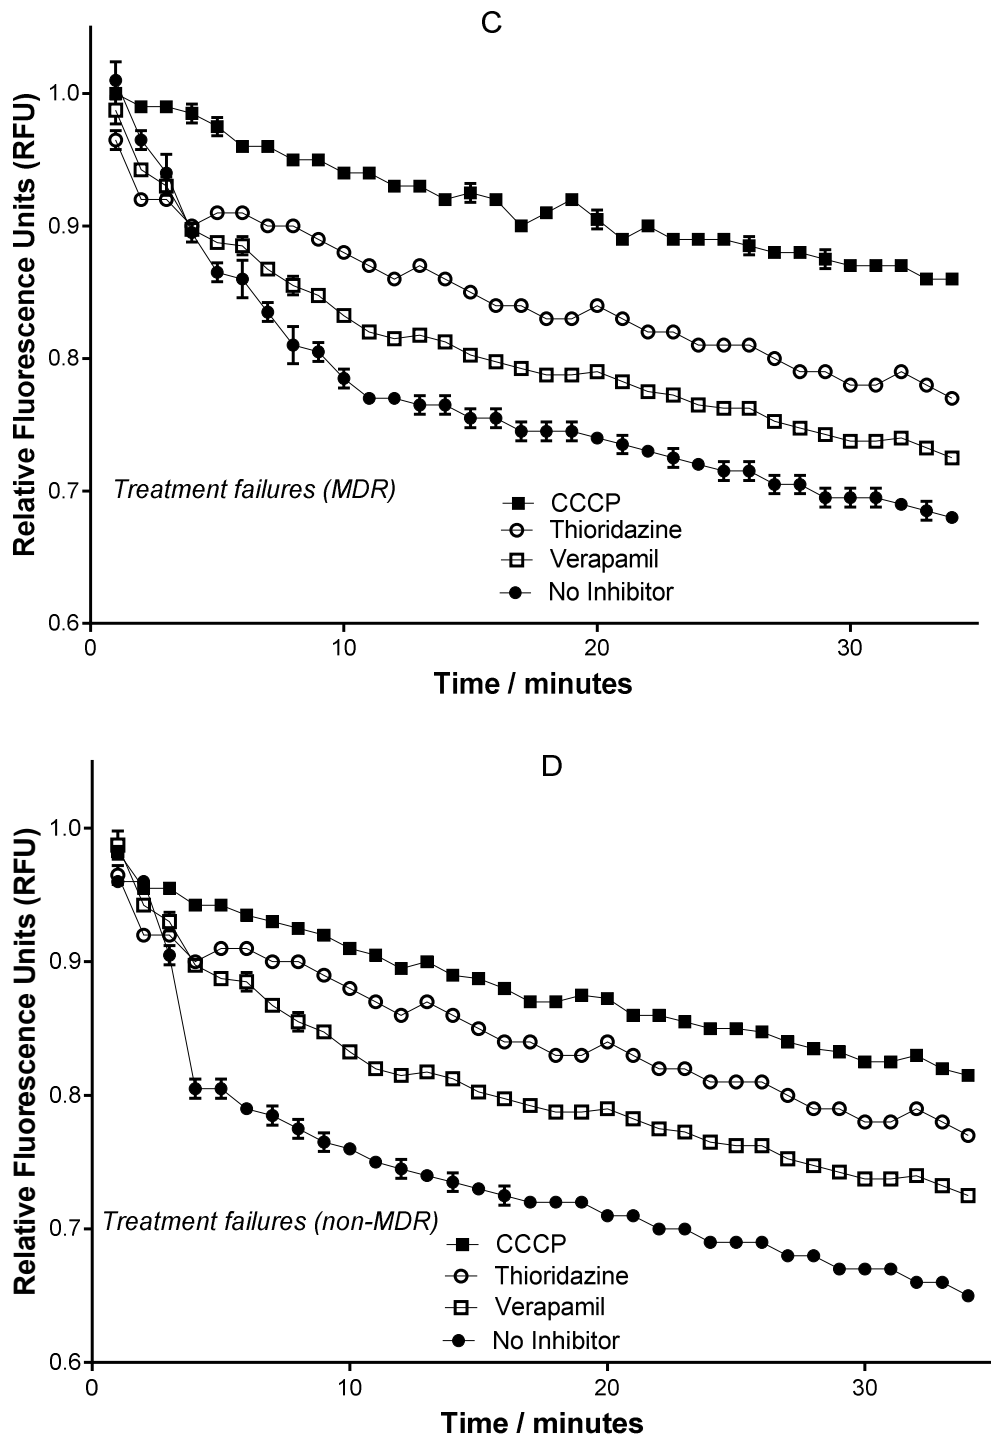 C
Relative Fluorescence Units (RFU)
1.0
0.9
0.8
0.7
0.6
Treatment failures (MDR)
CCCP
Thioridazine
Verapamil
No Inhibitor
0 10 20 30
Time / minutes
D
Relative Fluorescence Units (RFU)
1.0
0.9
0.8
0.7
0.6
Treatment failures (non-MDR)
CCCP
Thioridazine
Verapamil
No Inhibitor
0 10 20 30
Time / minutes